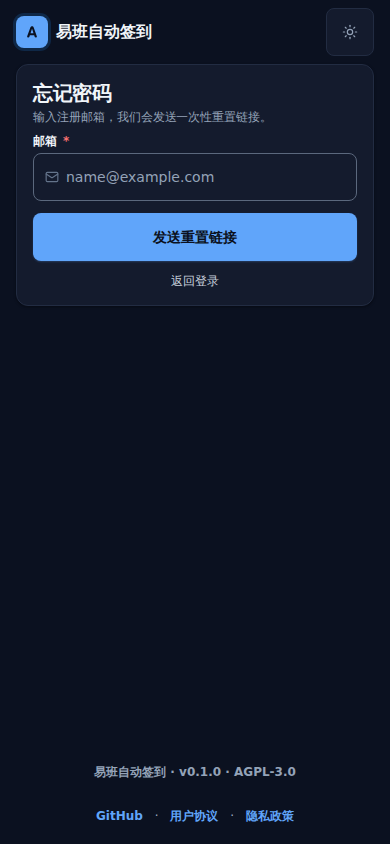 A 易班自动签到
忘记密码
输入注册邮箱，我们会发送一次性重置链接。
邮箱 *
name@example.com
发送重置链接
返回登录
易班自动签到 · v0.1.0 · AGPL-3.0
GitHub · 用户协议 · 隐私政策